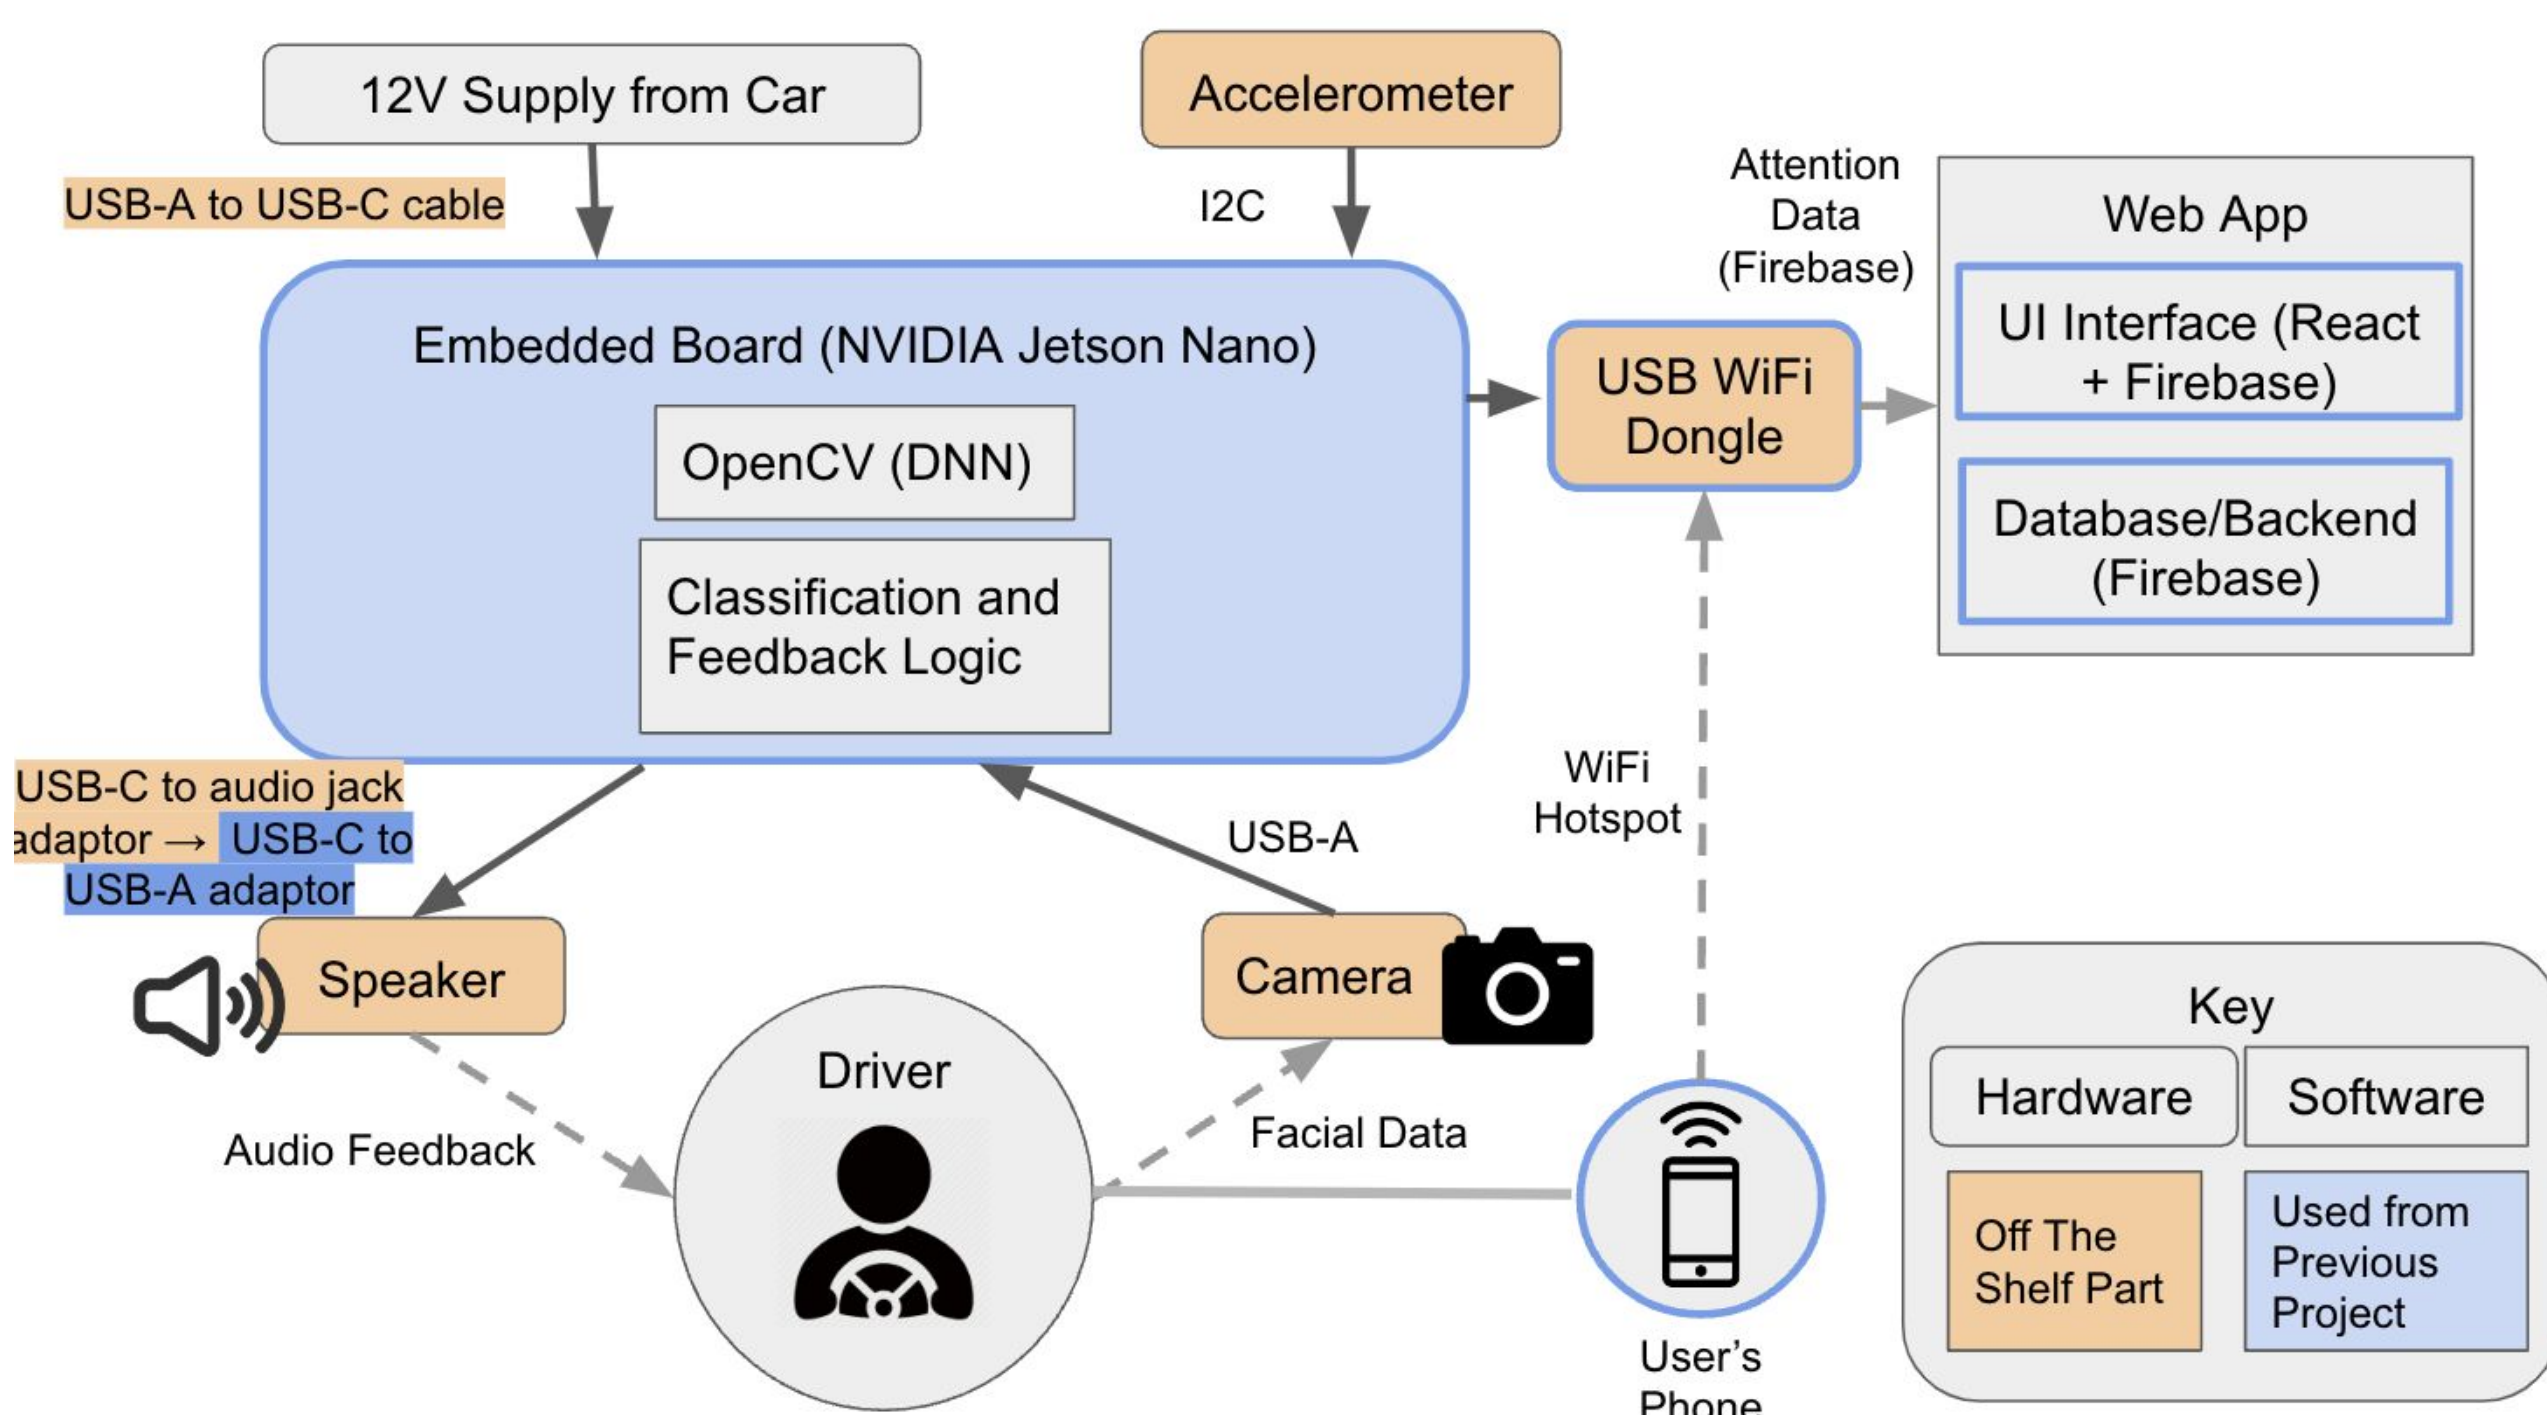 12V Supply from Car
Accelerometer
USB-A to USB-C cable
I2C
Attention
Data
(Firebase)
Web App
UI Interface (React
+ Firebase)
Database/Backend
(Firebase)
Embedded Board (NVIDIA Jetson Nano)
OpenCV (DNN)
Classification and
Feedback Logic
USB WiFi
Dongle
USB-C to audio jack
adaptor → USB-C to
USB-A adaptor
USB-A
WiFi
Hotspot
Speaker
Camera
Driver
Audio Feedback
Facial Data
User's
Phone
Key
Hardware
Software
Off The
Shelf Part
Used from
Previous
Project